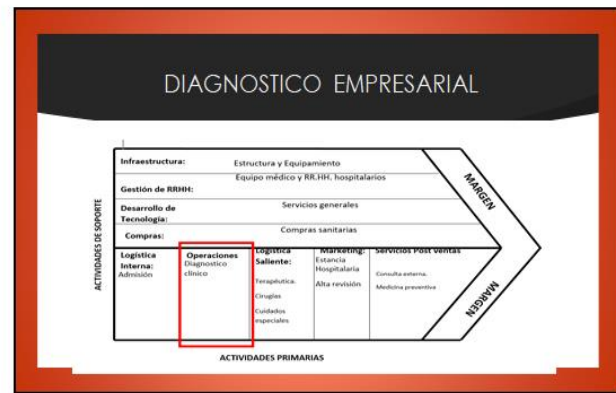 DIAGNOSTICO EMPRESARIAL
ACTIVIDADES DE SOPORTE
Infraestructura: Estructura y Equipamiento
Equipo médico y RR.HH. hospitalarios
Gestión de RRHH:
Desarrollo de Servicios generales
Tecnología:
Compras: Compras sanitarias
MARGEN
Logística
Interna:
Admisión
Operaciones
Diagnostico
clínico
Logística
Saliente:
Terapéutica.
Cirugías
Cuidados
especiales
Marketing:
Estancia
Hospitalaria
Alta revisión
Servicios Post ventas
Consulta externa.
Medicina preventiva
MARGEN
ACTIVIDADES PRIMARIAS